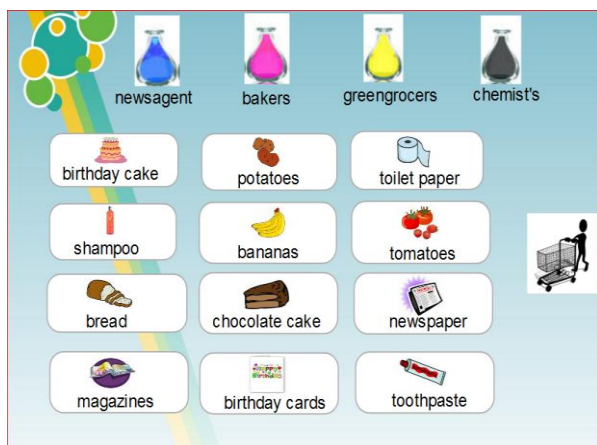 newsagent bakers greengrocers chemist's
birthday cake potatoes toilet paper
shampoo bananas tomatoes
bread chocolate cake newspaper
magazines birthday cards toothpaste